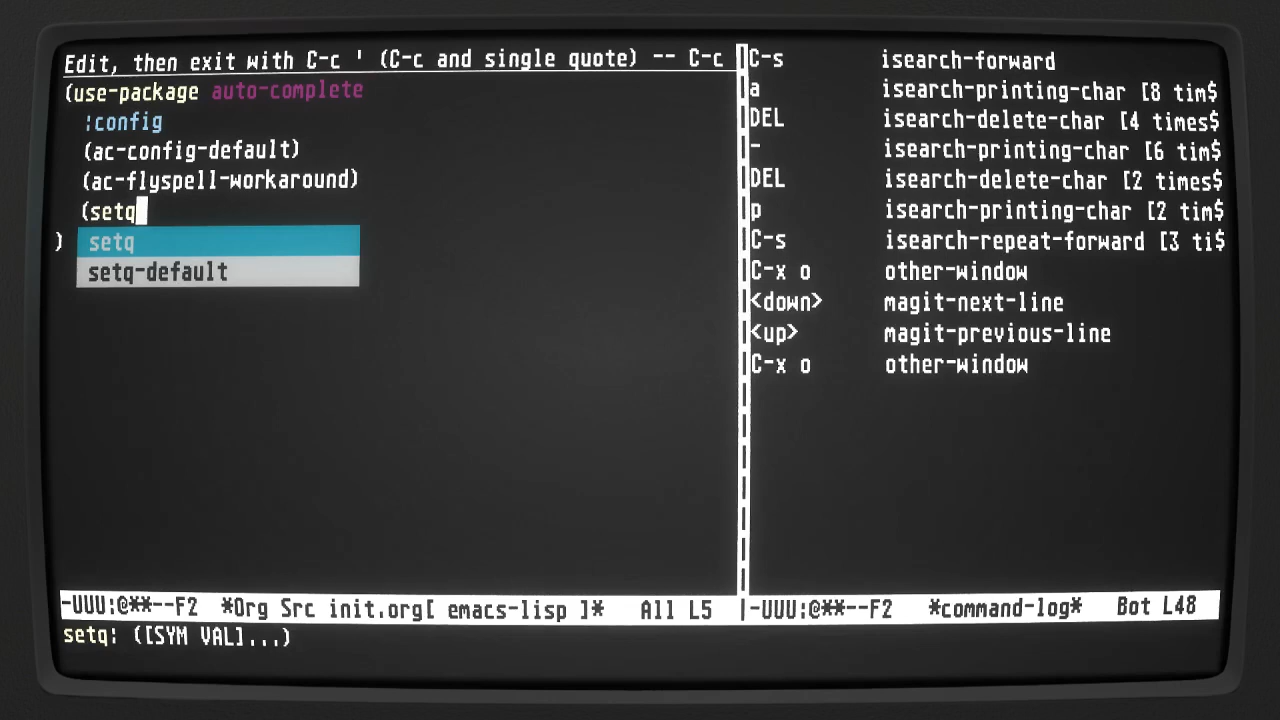 Edit, then exit with C-c ' (C-c and single quote) -- C-c
(use-package auto-complete
:config
(ac-config-default)
(ac-flyspell-workaround)
(setq
) setq
setq-default
-UUU:@**--F2 *Org Src init.org[ emacs-lisp ]* All L5
setq: ([SYM VAL]...)
C-s isearch-forward
a isearch-printing-char [8 tim$
DEL isearch-delete-char [4 times$
- isearch-printing-char [6 tim$
DEL isearch-delete-char [2 times$
p isearch-printing-char [2 tim$
C-s isearch-repeat-forward [3 ti$
C-x o other-window
<down> magit-next-line
<up> magit-previous-line
C-x o other-window
|-UUU:@**--F2 *command-log* Bot L48